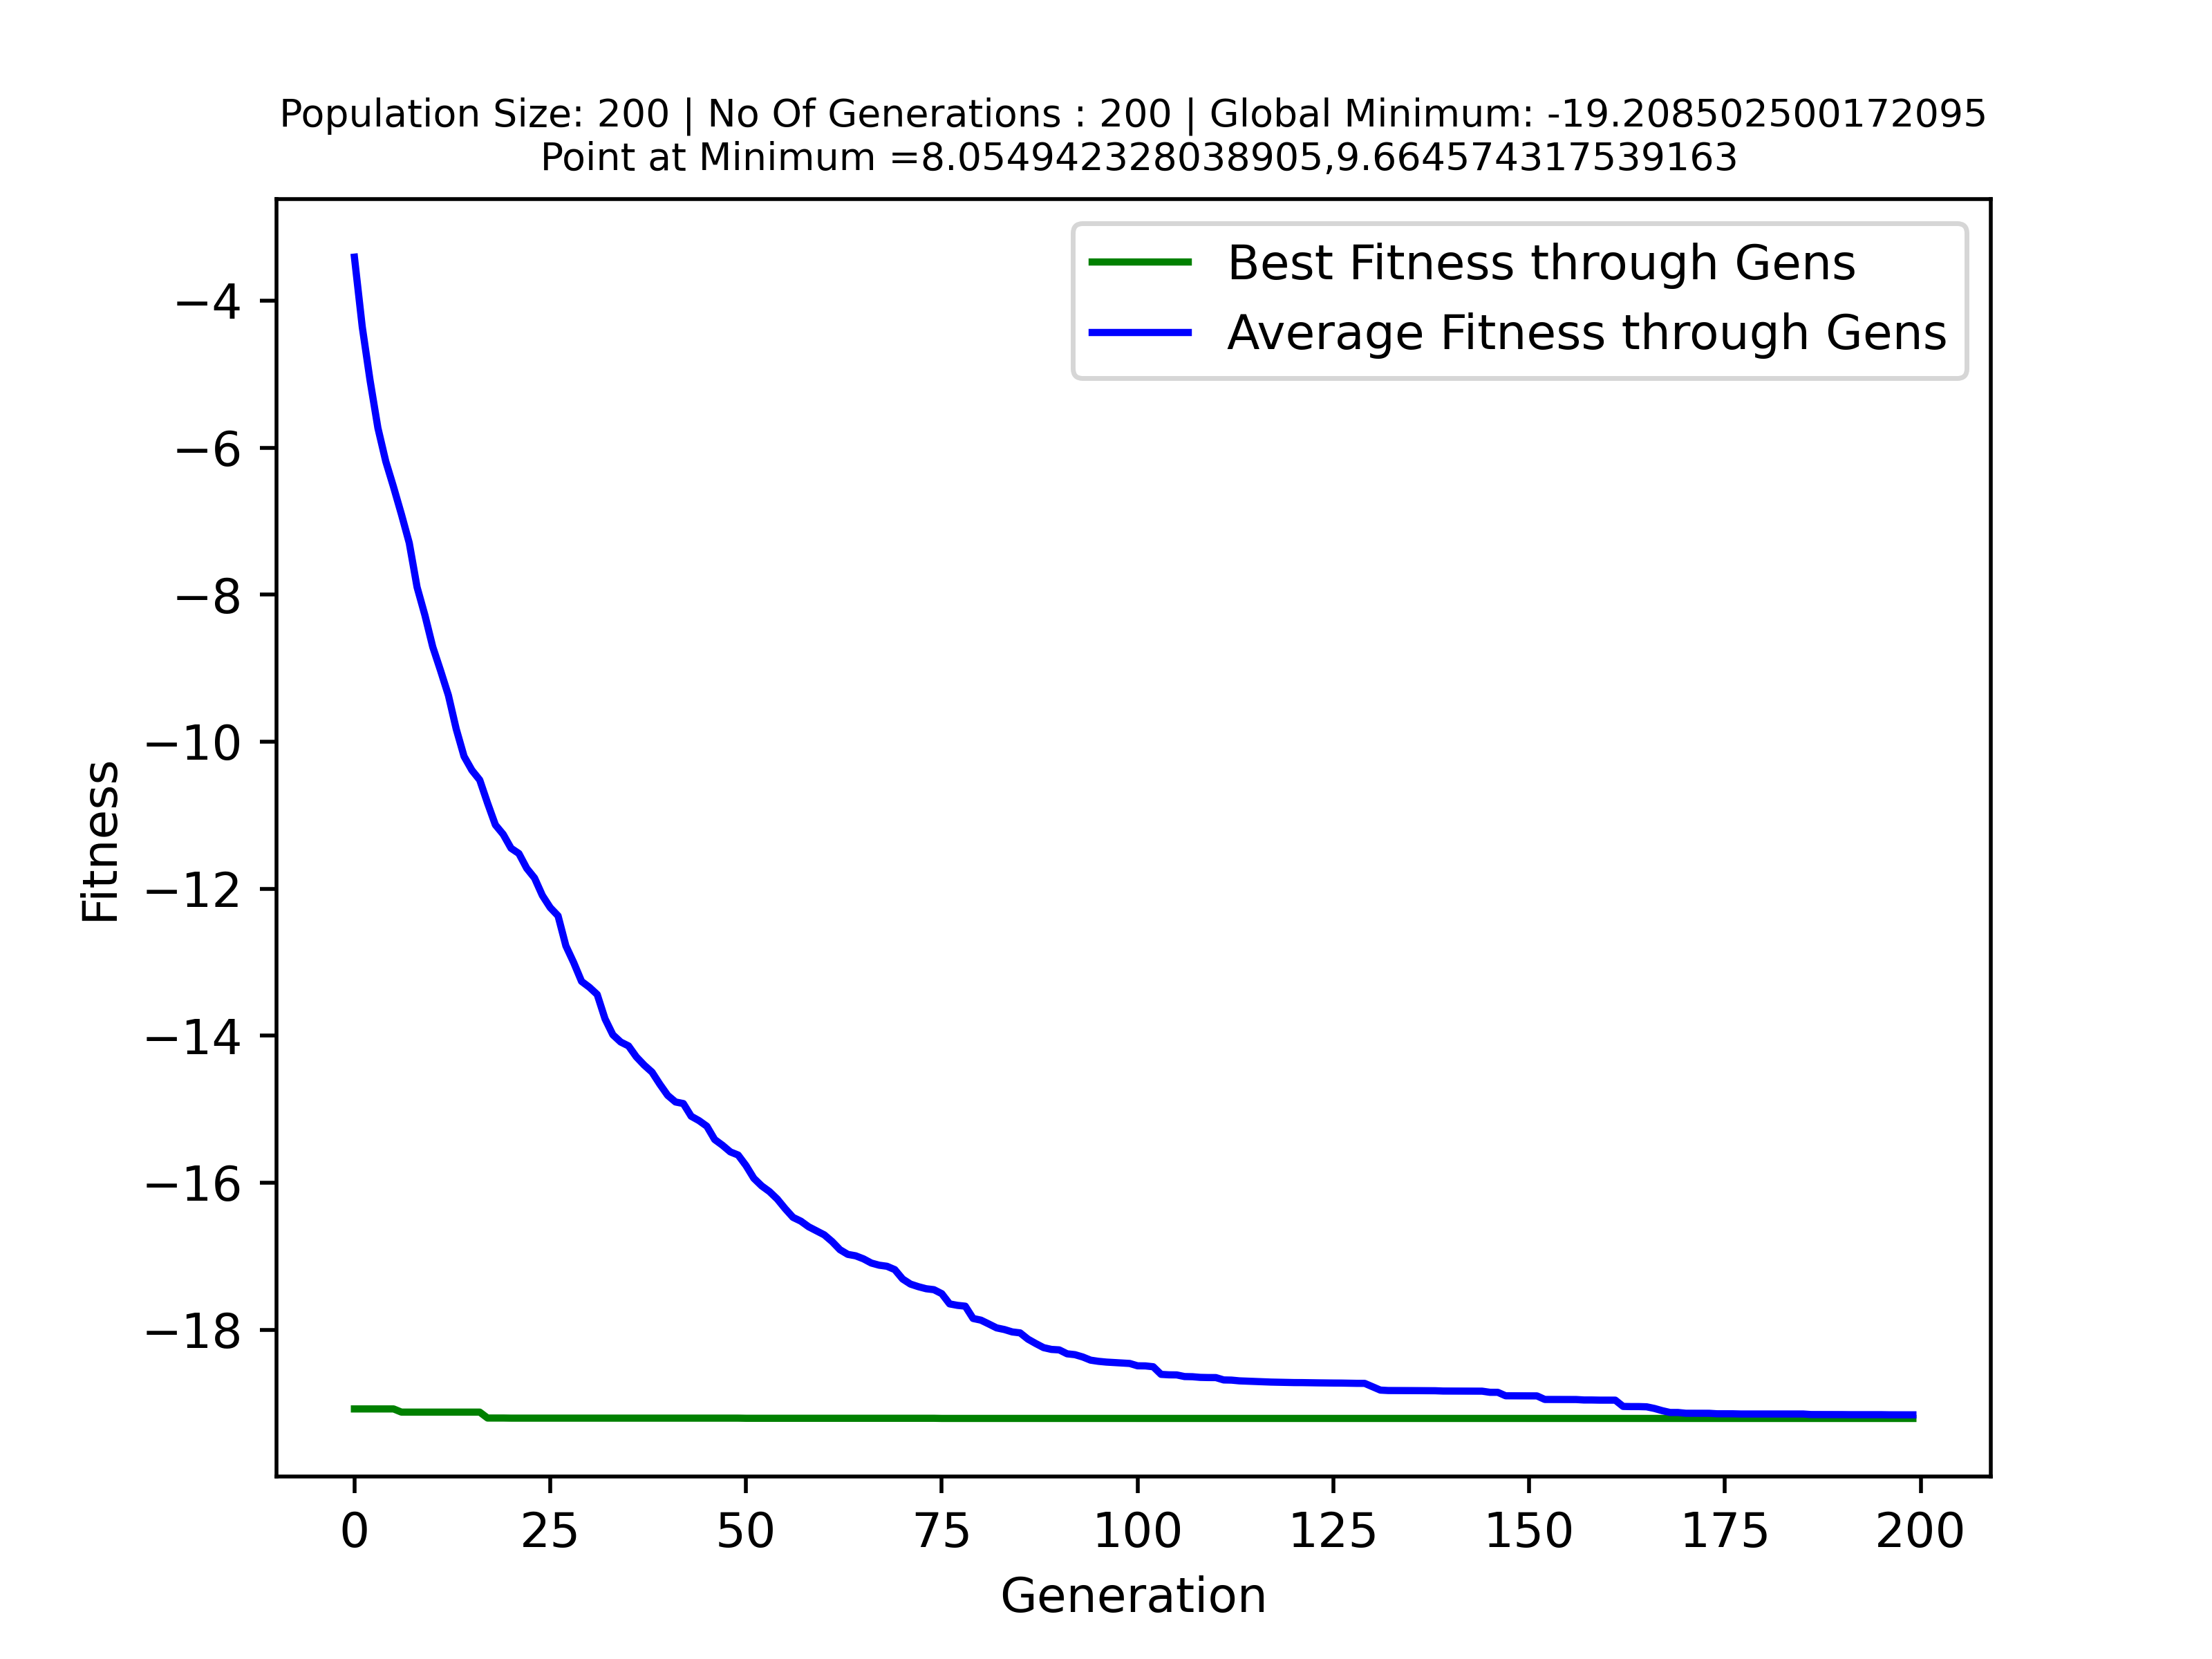 Population Size: 200 | No Of Generations : 200 | Global Minimum: -19.208502500172095
Point at Minimum =8.054942328038905,9.664574317539163
Best Fitness through Gens
Average Fitness through Gens
−4
−6
−8
−10
−12
−14
−16
−18
Fitness
0 25 50 75 100 125 150 175 200
Generation